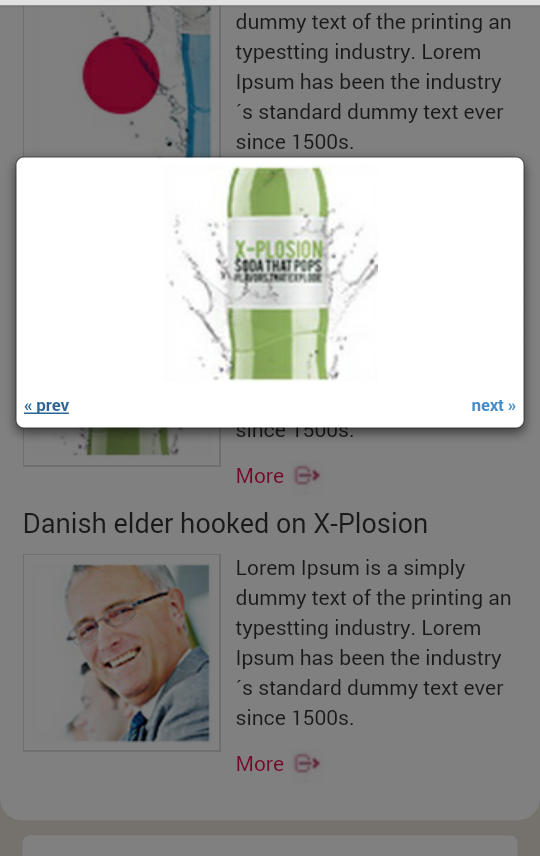 dummy text of the printing an
typestting industry. Lorem
Ipsum has been the industry
´s standard dummy text ever
since 1500s.
X-PLOSION
SODA THAT POPS
FLAVORS THAT EXPLODE
« prev
next »
since 1500s.
More
Danish elder hooked on X-Plosion
Lorem Ipsum is a simply
dummy text of the printing an
typestting industry. Lorem
Ipsum has been the industry
´s standard dummy text ever
since 1500s.
More